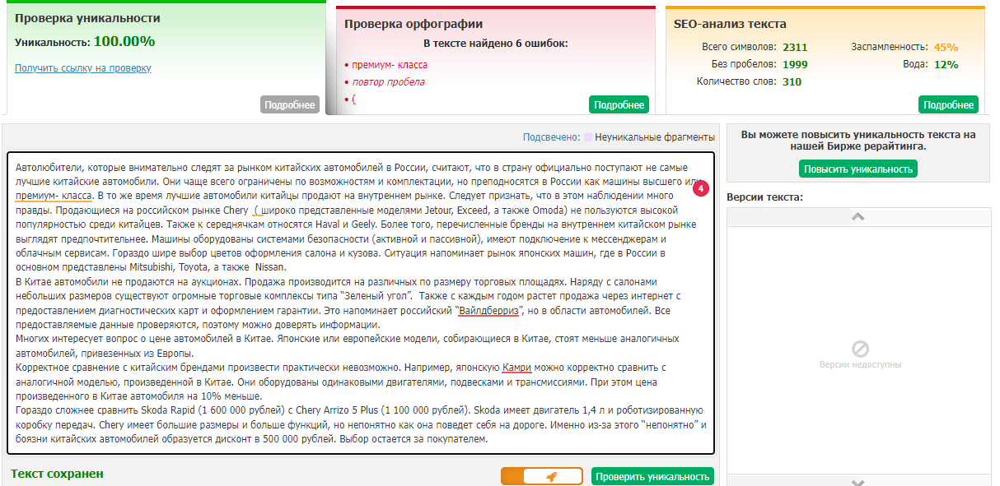 Проверка уникальности
Уникальность: 100.00%
Получить ссылку на проверку
Подробнее
Проверка орфографии
В тексте найдено 6 ошибок:
• премиум- класса
• повтор пробела
• (
Подробнее
SEO-анализ текста
Всего символов: 2311
Без пробелов: 1999
Количество слов: 310
Заспамленность: 45%
Вода: 12%
Подробнее
Подсвечено: Неуникальные фрагменты
Автолюбители, которые внимательно следят за рынком китайских автомобилей в России, считают, что в страну официально поступают не самые
лучшие китайские автомобили. Они чаще всего ограничены по возможностям и комплектации, но преподносятся в России как машины высшего или
премиум- класса. В то же время лучшие автомобили китайцы продают на внутреннем рынке. Следует признать, что в этом наблюдении много
правды. Продающиеся на российском рынке Chery  ( широко представленные моделями Jetour, Exceed, а также Omoda) не пользуются высокой
популярностью среди китайцев. Также к середнячкам относятся Haval и Geely. Более того, перечисленные бренды на внутреннем китайском рынке
выглядят предпочтительнее. Машины оборудованы системами безопасности (активной и пассивной), имеют подключение к мессенджерам и
облачным сервисам. Гораздо шире выбор цветов оформления салона и кузова. Ситуация напоминает рынок японских машин, где в России в
основном представлены Mitsubishi, Toyota, а также  Nissan.
В Китае автомобили не продаются на аукционах. Продажа производится на различных по размеру торговых площадях. Наряду с салонами
небольших размеров существуют огромные торговые комплексы типа “Зеленый угол”.  Также с каждым годом растет продажа через интернет с
предоставлением диагностических карт и оформлением гарантии. Это напоминает российский “Вайлдберриз”, но в области автомобилей. Все
предоставляемые данные проверяются, поэтому можно доверять информации.
Многих интересует вопрос о цене автомобилей в Китае. Японские или европейские модели, собирающиеся в Китае, стоят меньше аналогичных
автомобилей, привезенных из Европы.
Корректное сравнение с китайским брендами произвести практически невозможно. Например, японскую Камри можно корректно сравнить с
аналогичной моделью, произведенной в Китае. Они оборудованы одинаковыми двигателями, подвесками и трансмиссиями. При этом цена
произведенного в Китае автомобиля на 10% меньше.
Гораздо сложнее сравнить Skoda Rapid (1 600 000 рублей) с Chery Arrizo 5 Plus (1 100 000 рублей). Skoda имеет двигатель 1,4 л и роботизированную
коробку передач. Chery имеет большие размеры и больше функций, но непонятно как она поведет себя на дороге. Именно из-за этого “непонятно” и
боязни китайских автомобилей образуется дисконт в 500 000 рублей. Выбор остается за покупателем.
4
Текст сохранен
Проверить уникальность
Вы можете повысить уникальность текста на
нашей Бирже рерайтинга.
Повысить уникальность
Версии текста:
Версии недоступны